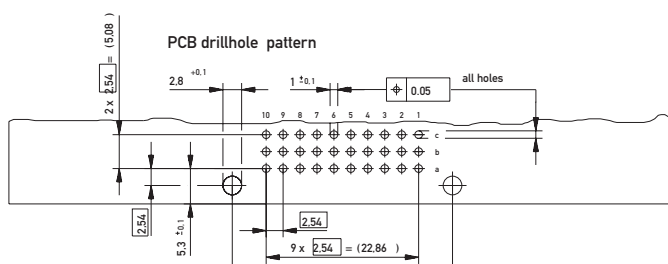 PCB drillhole pattern
2 x 2,54 = (5,08 )
2,8 +0,1
1 ±0,1
⌖ 0.05
all holes
10 9 8 7 6 5 4 3 2 1
c
b
a
2,54
5,3 ±0,1
2,54
9 x 2,54 = (22,86 )